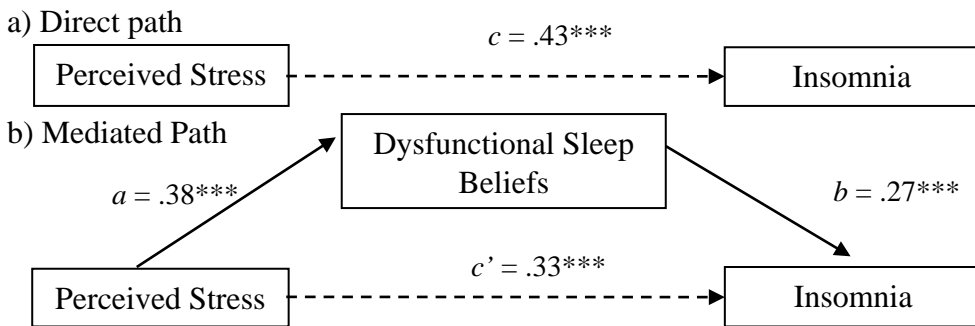 a) Direct path
c = .43***
Perceived Stress
Insomnia
b) Mediated Path
Dysfunctional Sleep
Beliefs
a = .38***
b = .27***
c’ = .33***
Perceived Stress
Insomnia